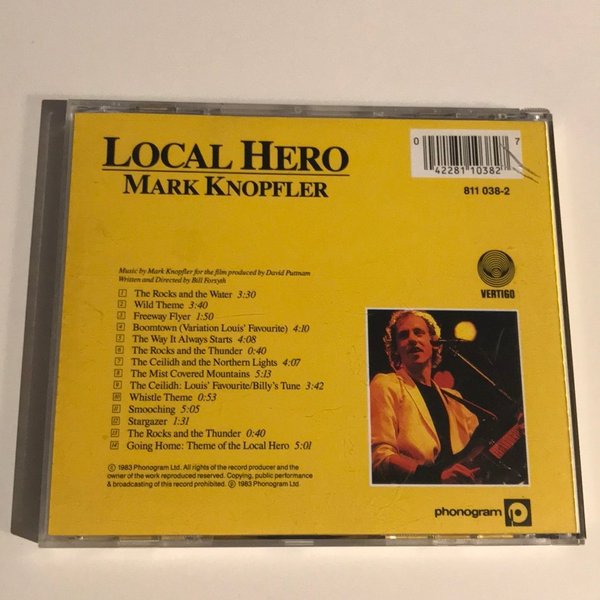 LOCAL HERO
MARK KNOPFLER
0 7
42281 10382
811 038-2
VERTIGO
Music by Mark Knopfler for the film produced by David Puttnam
Written and Directed by Bill Forsyth
1 The Rocks and the Water 3:30
2 Wild Theme 3:40
3 Freeway Flyer 1:50
4 Boomtown (Variation Louis' Favourite) 4:10
5 The Way It Always Starts 4:08
6 The Rocks and the Thunder 0:40
7 The Ceilidh and the Northern Lights 4:07
8 The Mist Covered Mountains 5:13
9 The Ceilidh: Louis' Favourite/Billy's Tune 3:42
10 Whistle Theme 0:53
11 Smooching 5:05
12 Stargazer 1:31
13 The Rocks and the Thunder 0:40
14 Going Home: Theme of the Local Hero 5:01
© 1983 Phonogram Ltd. All rights of the record producer and the
owner of the work reproduced reserved. Copying, public performance
& broadcasting of this record prohibited. ℗ 1983 Phonogram Ltd
phonogram